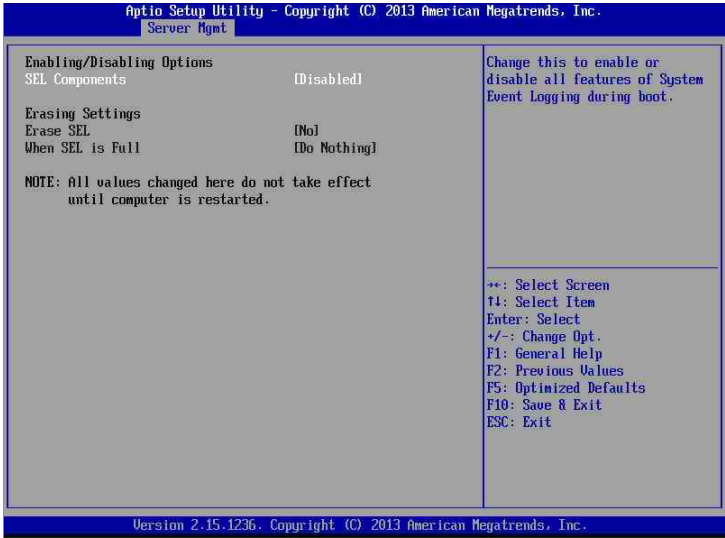 Aptio Setup Utility - Copyright (C) 2013 American Megatrends, Inc.
Server Mgmt
Enabling/Disabling Options
SEL Components [Disabled]
Erasing Settings
Erase SEL [No]
When SEL is Full [Do Nothing]
NOTE: All values changed here do not take effect
until computer is restarted.
Change this to enable or
disable all features of System
Event Logging during boot.
→←: Select Screen
↑↓: Select Item
Enter: Select
+/-: Change Opt.
F1: General Help
F2: Previous Values
F5: Optimized Defaults
F10: Save & Exit
ESC: Exit
Version 2.15.1236. Copyright (C) 2013 American Megatrends, Inc.